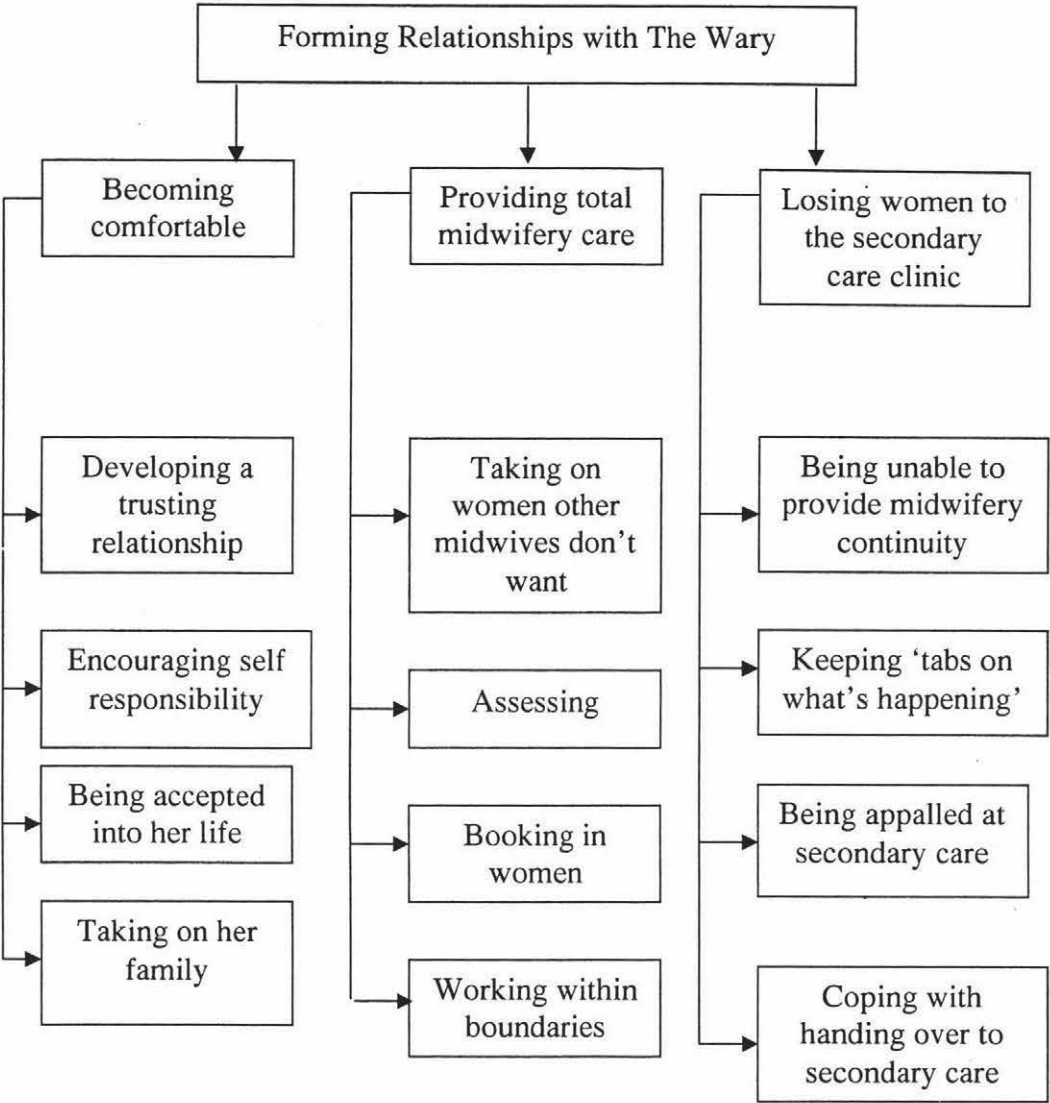 Forming Relationships with The Wary
Becoming
comfortable
Providing total
midwifery care
Losing women to
the secondary
care clinic
Developing a
trusting
relationship
Encouraging self
responsibility
Being accepted
into her life
Taking on her
family
Taking on
women other
midwives don't
want
Assessing
Booking in
women
Working within
boundaries
Being unable to
provide midwifery
continuity
Keeping ‘tabs on
what's happening’
Being appalled at
secondary care
Coping with
handing over to
secondary care